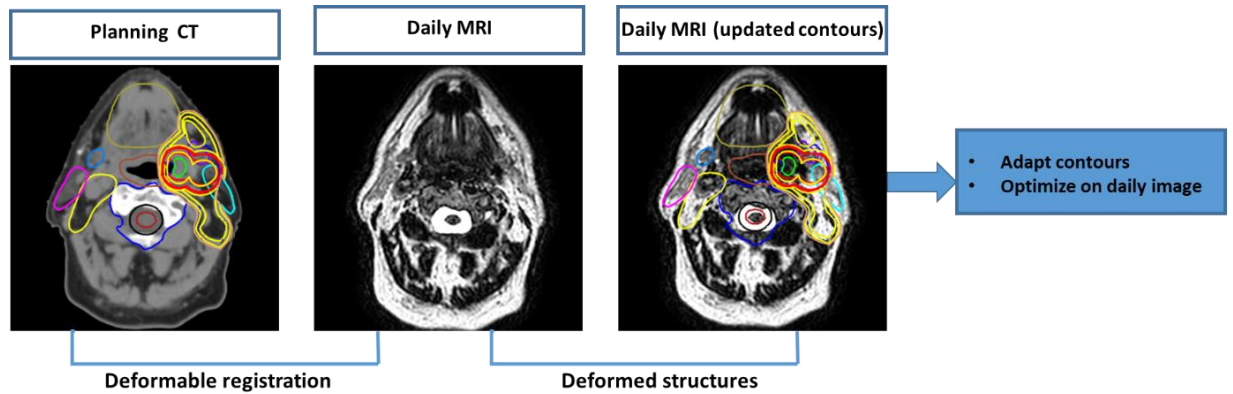 Planning CT
Daily MRI
Daily MRI (updated contours)
• Adapt contours
• Optimize on daily image
Deformable registration
Deformed structures